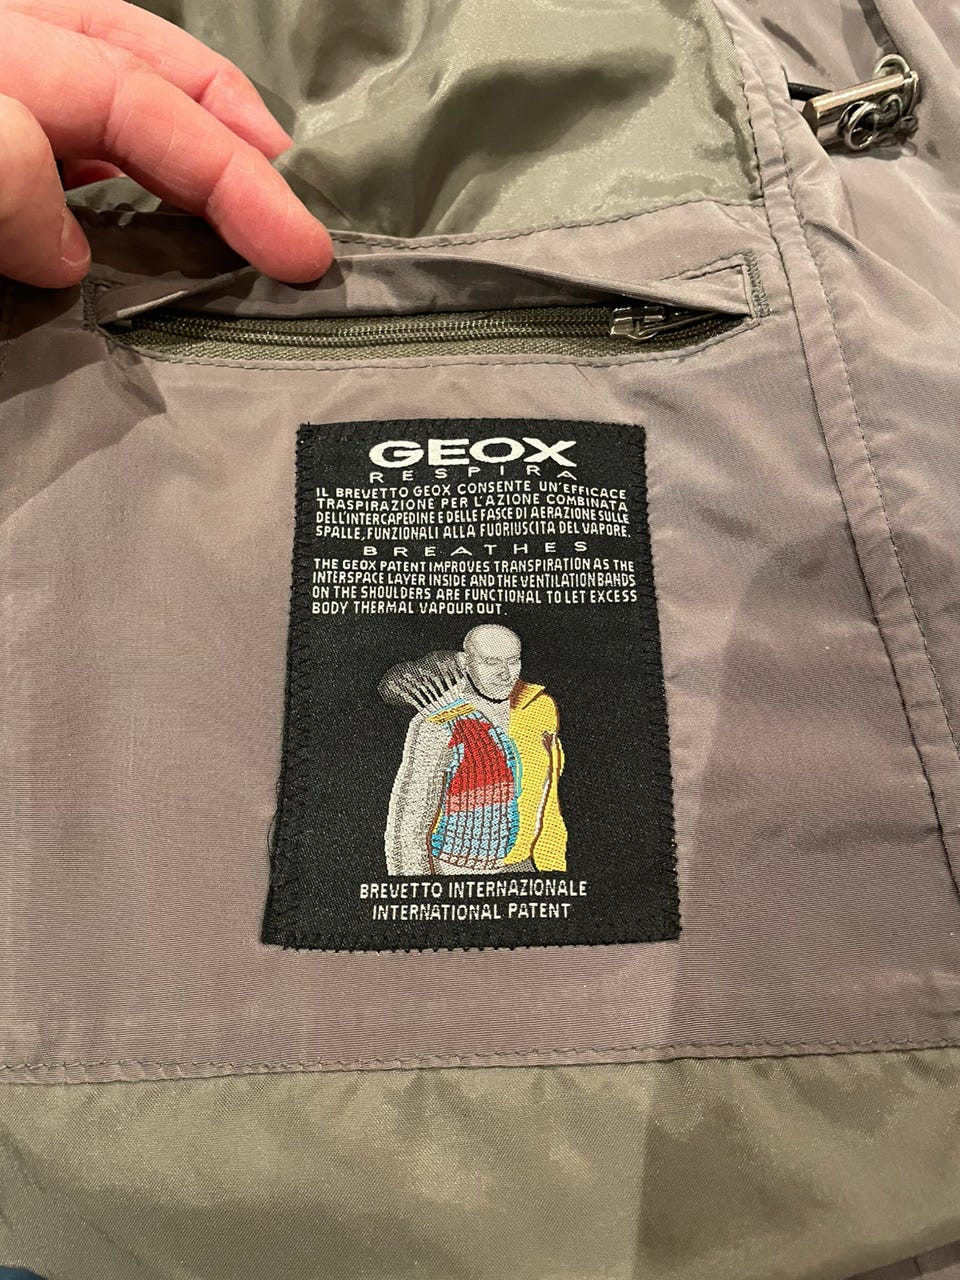 GEOX
RESPIRA
IL BREVETTO GEOX CONSENTE UN'EFFICACE
TRASPIRAZIONE PER L'AZIONE COMBINATA
DELL'INTERCAPEDINE E DELLE FASCE DI AERAZIONE SULLE
SPALLE, FUNZIONALI ALLA FUORIUSCITA DEL VAPORE.
BREATHES
THE GEOX PATENT IMPROVES TRANSPIRATION AS THE
INTERSPACE LAYER INSIDE AND THE VENTILATION BANDS
ON THE SHOULDERS ARE FUNCTIONAL TO LET EXCESS
BODY THERMAL VAPOUR OUT.
BREVETTO INTERNAZIONALE
INTERNATIONAL PATENT